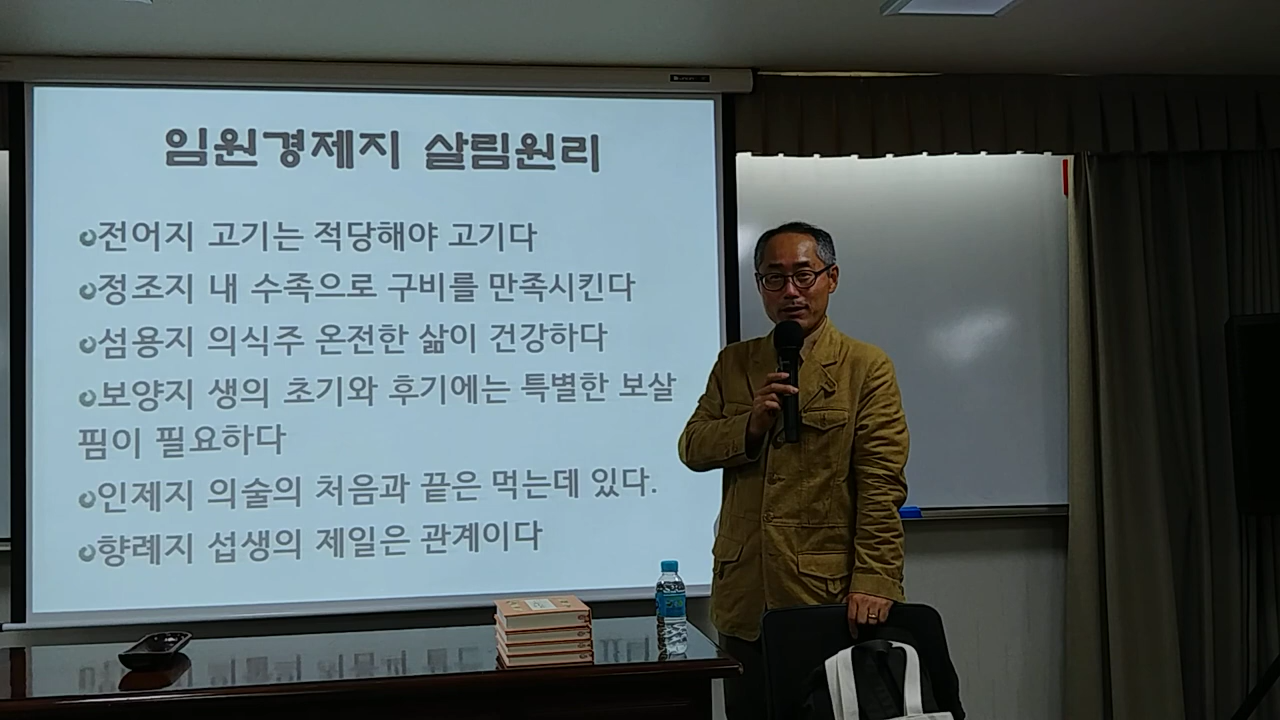 임원경제지 살림원리
전어지 고기는 적당해야 고기다
정조지 내 수족으로 구비를 만족시킨다
섬용지 의식주 온전한 삶이 건강하다
보양지 생의 초기와 후기에는 특별한 보살
핌이 필요하다
인제지 의술의 처음과 끝은 먹는데 있다.
향례지 섭생의 제일은 관계이다